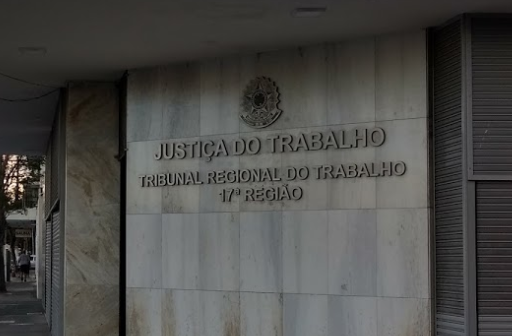 JUSTIÇA DO TRABALHO
TRIBUNAL REGIONAL DO TRABALHO
17ª REGIÃO